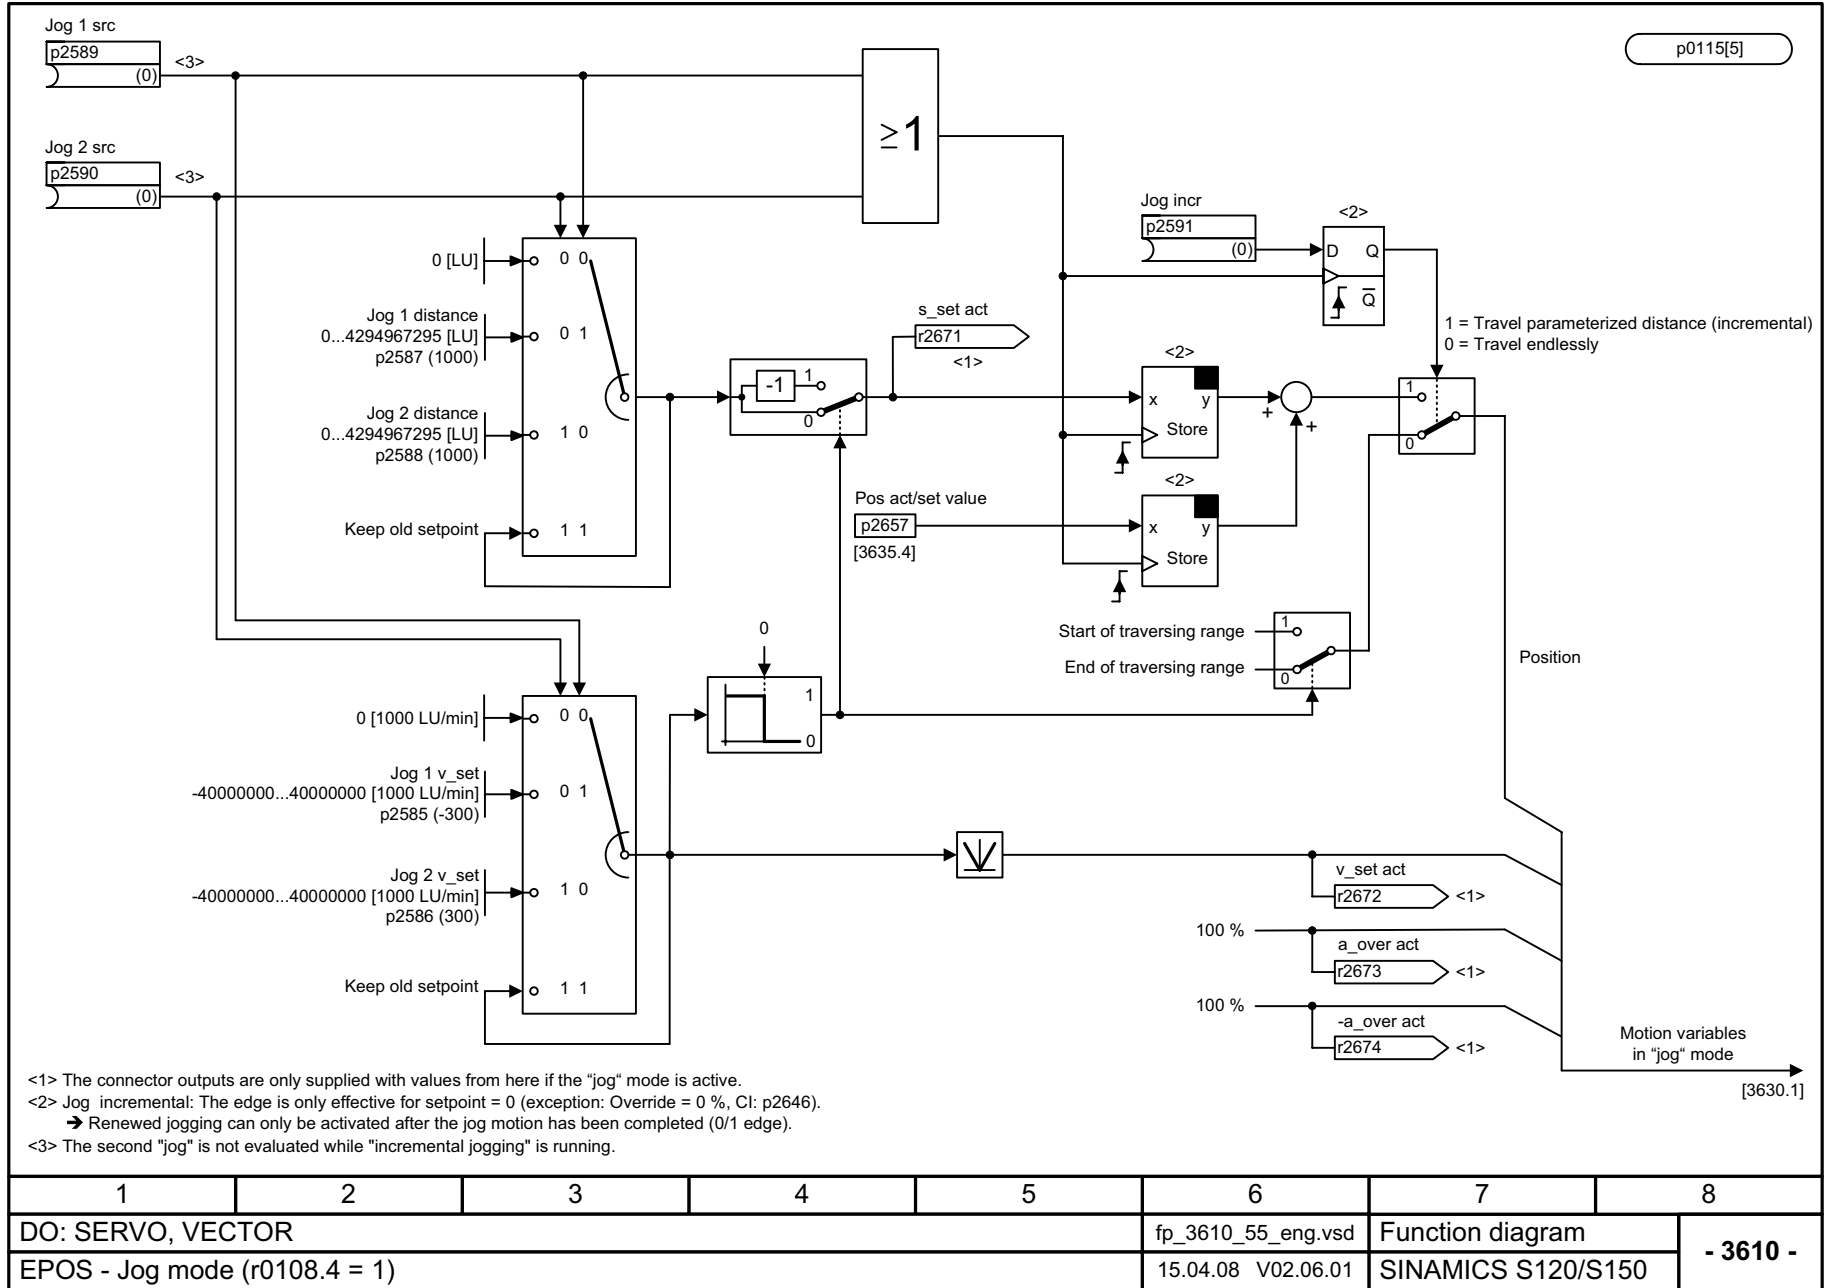 Jog 1 src
p2589
(0)
<3>
p0115[5]
≥1
Jog 2 src
p2590
(0)
<3>
Jog incr
p2591
(0)
<2>
D Q
Q̅
0 [LU]
0 0
Jog 1 distance
0...4294967295 [LU]
p2587 (1000)
0 1
Jog 2 distance
0...4294967295 [LU]
p2588 (1000)
1 0
Keep old setpoint
1 1
-1
1
0
s_set act
r2671
<1>
<2>
x y
Store
+
+
1 = Travel parameterized distance (incremental)
0 = Travel endlessly
1
0
Pos act/set value
p2657
[3635.4]
<2>
x y
Store
Start of traversing range
End of traversing range
1
0
Position
0
1
0
0 [1000 LU/min]
0 0
Jog 1 v_set
-40000000...40000000 [1000 LU/min]
p2585 (-300)
0 1
Jog 2 v_set
-40000000...40000000 [1000 LU/min]
p2586 (300)
1 0
Keep old setpoint
1 1
v_set act
r2672
<1>
100 %
a_over act
r2673
<1>
100 %
-a_over act
r2674
<1>
Motion variables
in “jog“ mode
[3630.1]
<1> The connector outputs are only supplied with values from here if the “jog“ mode is active.
<2> Jog incremental: The edge is only effective for setpoint = 0 (exception: Override = 0 %, CI: p2646).
➔ Renewed jogging can only be activated after the jog motion has been completed (0/1 edge).
<3> The second "jog" is not evaluated while "incremental jogging" is running.
1 2 3 4 5 6 7 8
DO: SERVO, VECTOR
fp_3610_55_eng.vsd
Function diagram
- 3610 -
EPOS - Jog mode (r0108.4 = 1)
15.04.08 V02.06.01
SINAMICS S120/S150